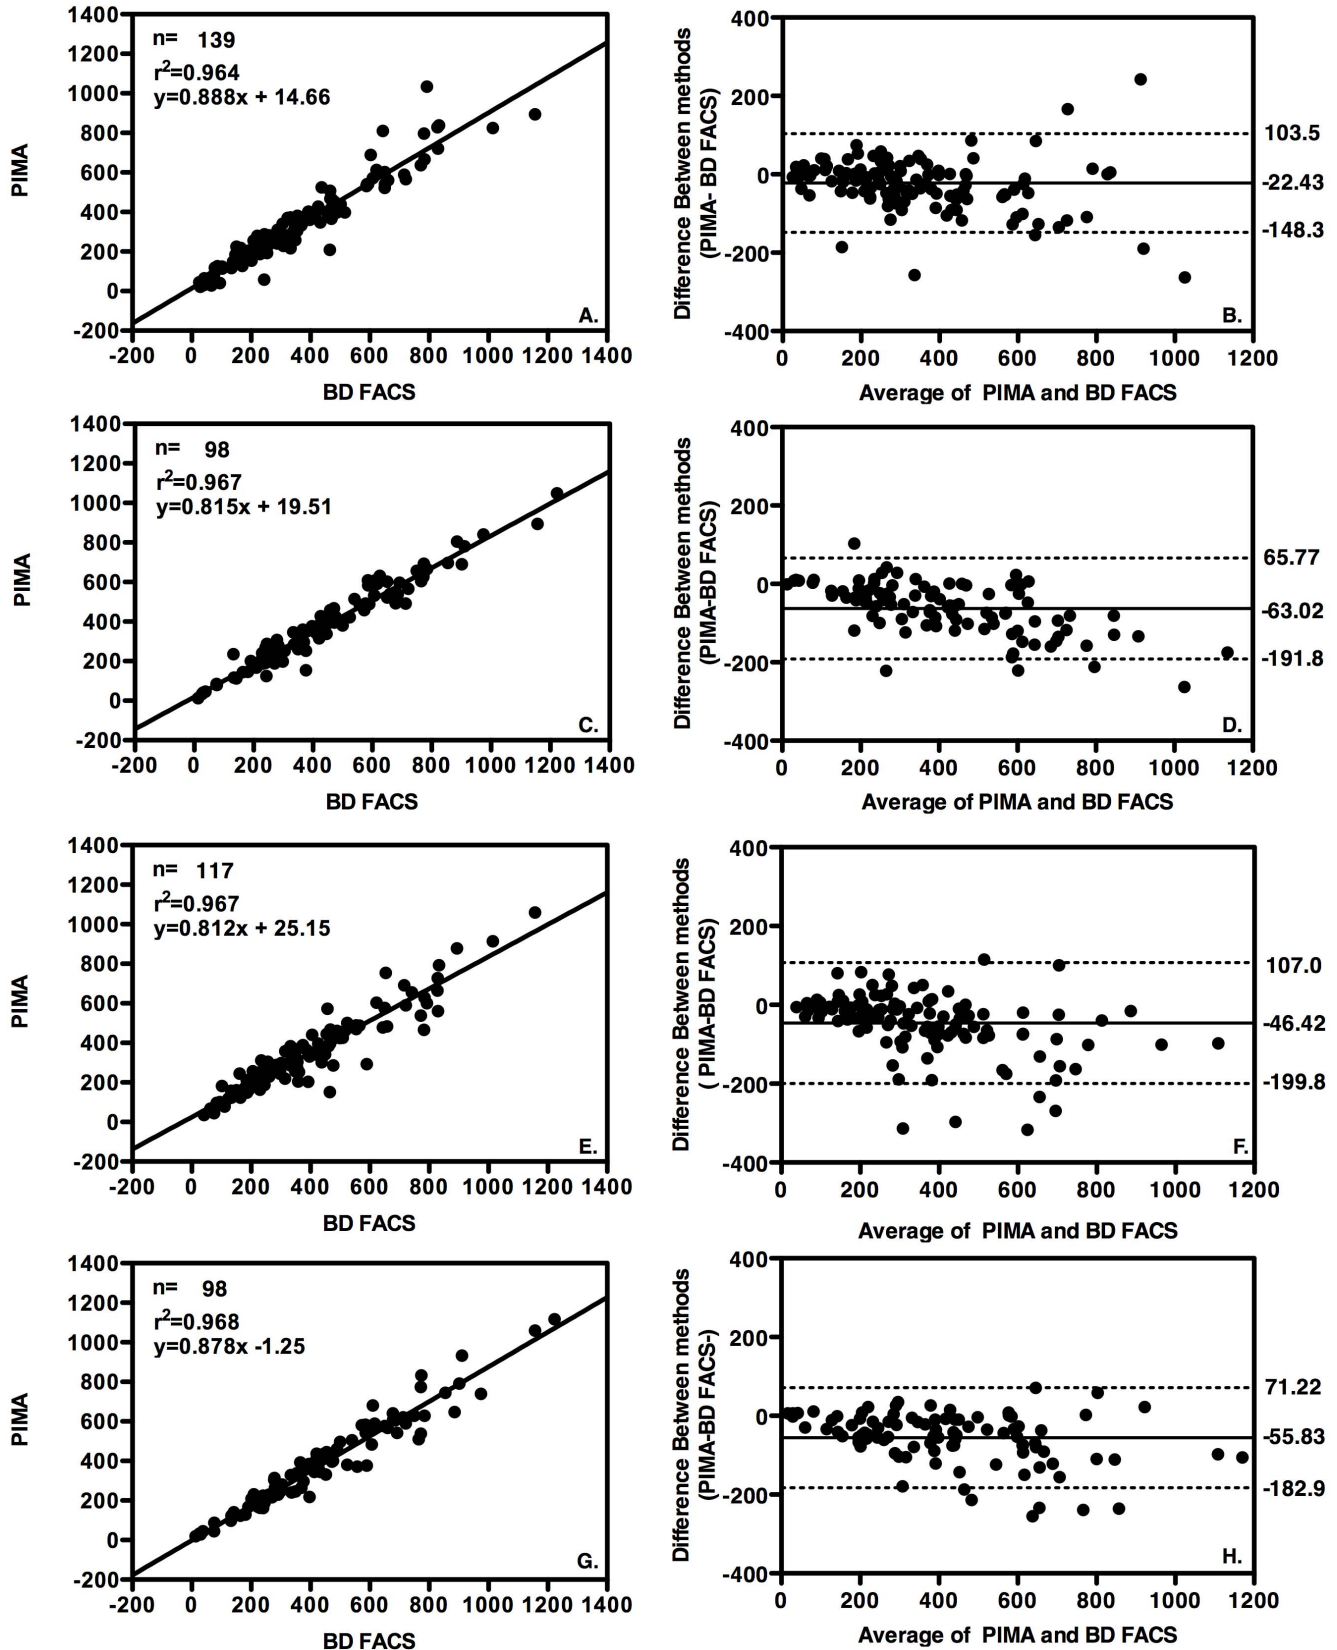 1400
1200
1000
800
600
400
200
0
-200
PIMA
n= 139
r²=0.964
y=0.888x + 14.66
A.
-200 0 200 400 600 800 1000 1200 1400
BD FACS
400
200
0
-200
-400
Difference Between methods
(PIMA- BD FACS)
103.5
-22.43
-148.3
B.
0 200 400 600 800 1000 1200
Average of PIMA and BD FACS
1400
1200
1000
800
600
400
200
0
-200
PIMA
n= 98
r²=0.967
y=0.815x + 19.51
C.
-200 0 200 400 600 800 1000 1200 1400
BD FACS
400
200
0
-200
-400
Difference Between methods
(PIMA-BD FACS)
65.77
-63.02
-191.8
D.
0 200 400 600 800 1000 1200
Average of PIMA and BD FACS
1400
1200
1000
800
600
400
200
0
-200
PIMA
n= 117
r²=0.967
y=0.812x + 25.15
E.
-200 0 200 400 600 800 1000 1200 1400
BD FACS
400
200
0
-200
-400
Difference Between methods
( PIMA-BD FACS)
107.0
-46.42
-199.8
F.
0 200 400 600 800 1000 1200
Average of PIMA and BD FACS
1400
1200
1000
800
600
400
200
0
-200
PIMA
n= 98
r²=0.968
y=0.878x -1.25
G.
-200 0 200 400 600 800 1000 1200 1400
BD FACS
400
200
0
-200
-400
Difference Between methods
(PIMA-BD FACS-)
71.22
-55.83
-182.9
H.
0 200 400 600 800 1000 1200
Average of PIMA and BD FACS